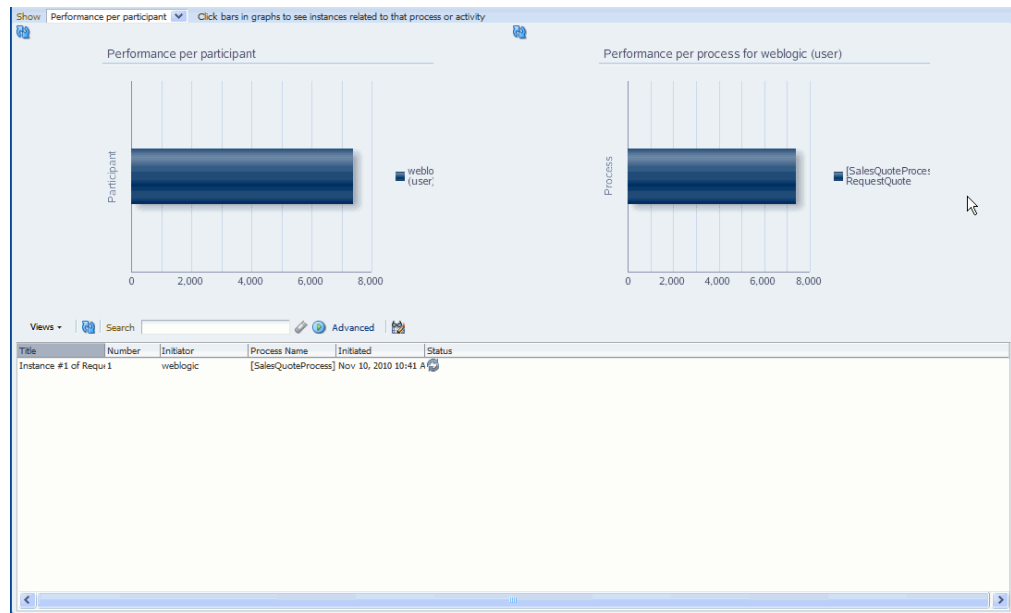 Show Performance per participant Click bars in graphs to see instances related to that process or activity
Performance per participant
Participant
weblo
(user)
0 2,000 4,000 6,000 8,000
Performance per process for weblogic (user)
Process
[SalesQuoteProces
RequestQuote
0 2,000 4,000 6,000 8,000
Views Search Advanced
Title Number Initiator Process Name Initiated Status
Instance #1 of Reque 1 weblogic [SalesQuoteProcess] Nov 10, 2010 10:41 A